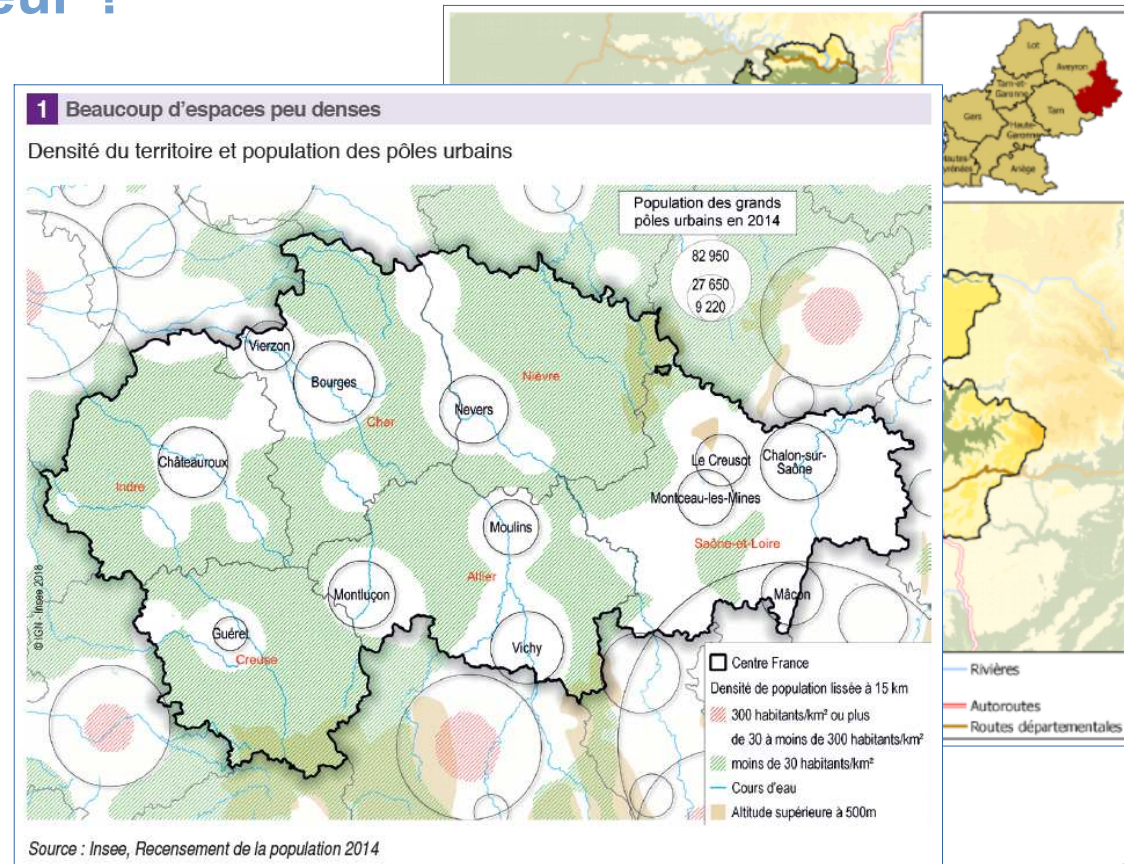 eur ?
1 Beaucoup d'espaces peu denses
Densité du territoire et population des pôles urbains
Population des grands
pôles urbains en 2014
82 950
27 650
9 220
Vierzon
Bourges
Nièvre
Cher
Nevers
Châteauroux
Indre
Le Creusot
Chalon-sur-
Saône
Montceau-les-Mines
Moulins
Saône-et-Loire
Allier
Montluçon
Mâcon
Guéret
Creuse
Vichy
© IGN - Insee 2018
Centre France
Densité de population lissée à 15 km
300 habitants/km² ou plus
de 30 à moins de 300 habitants/km²
moins de 30 habitants/km²
Cours d'eau
Altitude supérieure à 500m
Source : Insee, Recensement de la population 2014
Lot
Aveyron
Tarn-et-
Garonne
Gers
Tarn
Haute-
Garonne
Ariège
Rivières
Autoroutes
Routes départementales